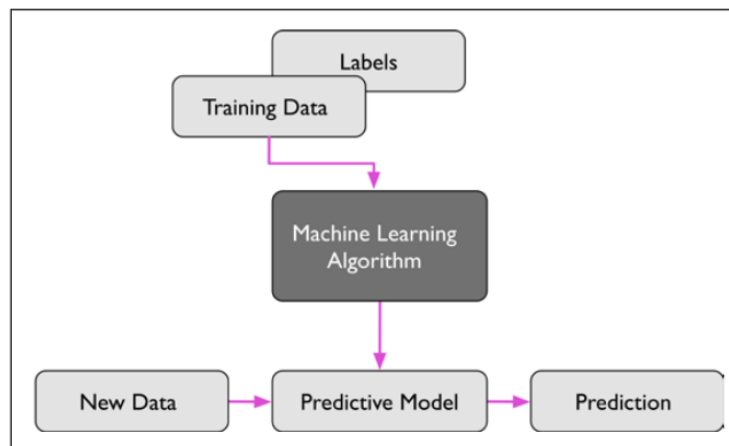 Labels
Training Data
Machine Learning
Algorithm
New Data
Predictive Model
Prediction